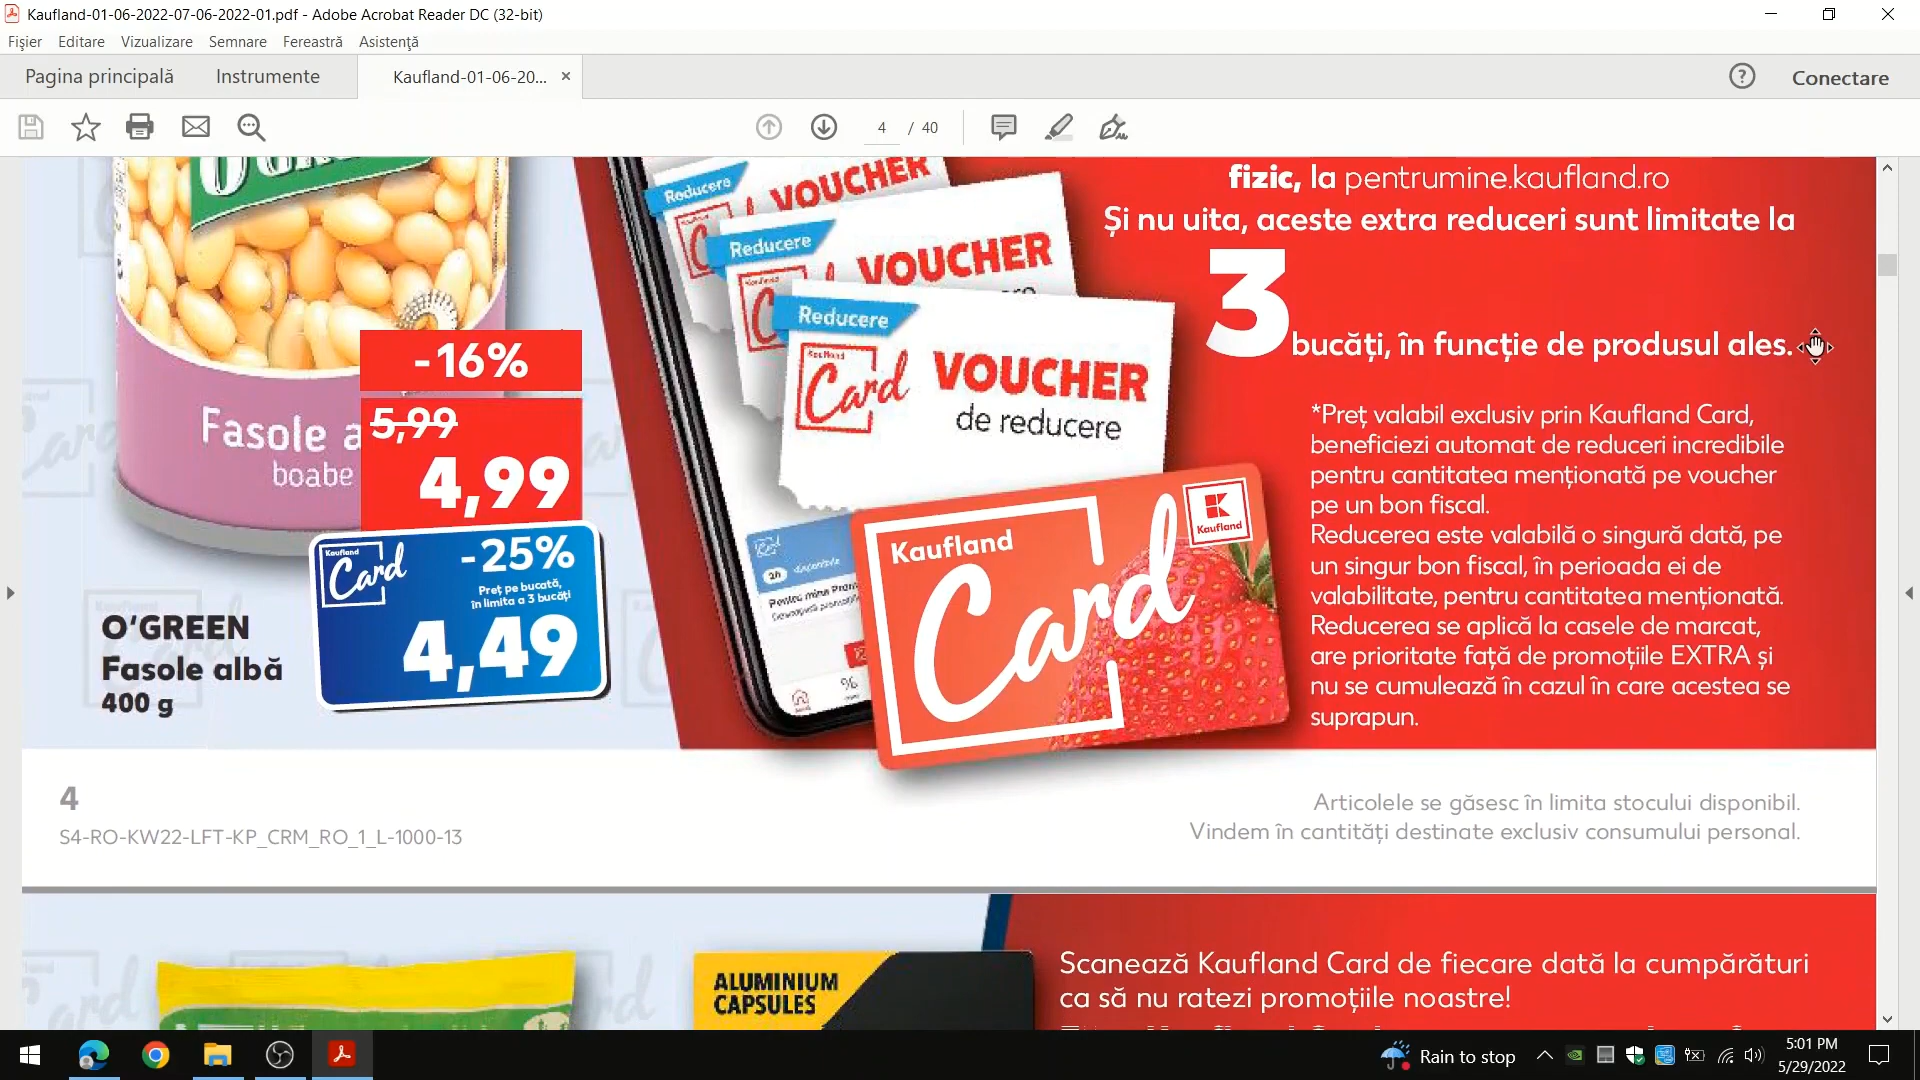 Kaufland-01-06-2022-07-06-2022-01.pdf - Adobe Acrobat Reader DC (32-bit)
Fișier Editare Vizualizare Semnare Fereastră Asistență
Pagina principală Instrumente Kaufland-01-06-20... × Conectare
4 / 40
Fasole a
boabe
-16%
5,99
4,99
Kaufland
Card
-25%
Preț pe bucată,
în limita a 3 bucăți
4,49
O'GREEN
Fasole albă
400 g
Reducere
VOUCHER
Reducere
VOUCHER
Reducere
Kaufland
Card
VOUCHER
de reducere
Kaufland
Card
Kaufland
fizic, la pentrumine.kaufland.ro
Și nu uita, aceste extra reduceri sunt limitate la
3
bucăți, în funcție de produsul ales.
*Preț valabil exclusiv prin Kaufland Card,
beneficiezi automat de reduceri incredibile
pentru cantitatea menționată pe voucher
pe un bon fiscal.
Reducerea este valabilă o singură dată, pe
un singur bon fiscal, în perioada ei de
valabilitate, pentru cantitatea menționată.
Reducerea se aplică la casele de marcat,
are prioritate față de promoțiile EXTRA și
nu se cumulează în cazul în care acestea se
suprapun.
4
S4-RO-KW22-LFT-KP_CRM_RO_1_L-1000-13
Articolele se găsesc în limita stocului disponibil.
Vindem în cantități destinate exclusiv consumului personal.
ALUMINIUM
CAPSULES
Scanează Kaufland Card de fiecare dată la cumpărături
ca să nu ratezi promoțiile noastre!
Rain to stop
5:01 PM
5/29/2022